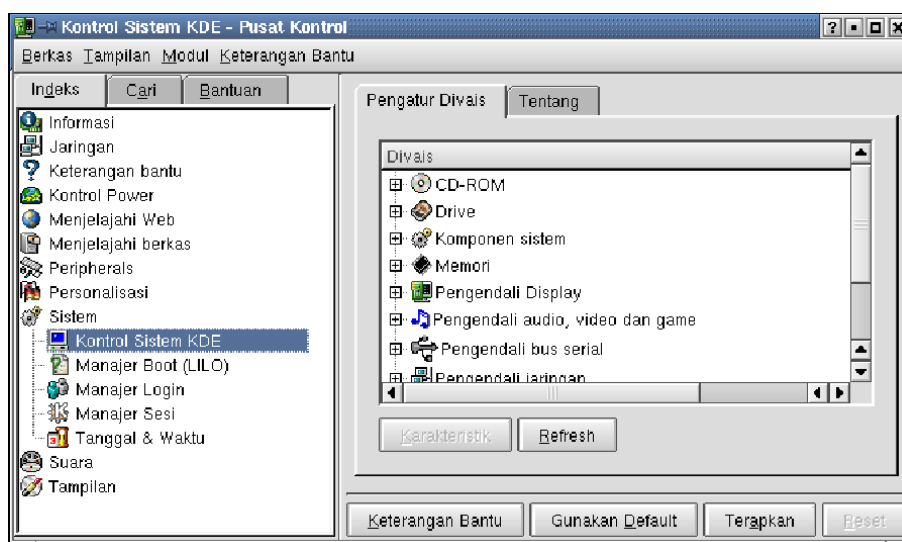 Kontrol Sistem KDE - Pusat Kontrol
Berkas Tampilan Modul Keterangan Bantu
Indeks Cari Bantuan
Informasi
Jaringan
Keterangan bantu
Kontrol Power
Menjelajahi Web
Menjelajahi berkas
Peripherals
Personalisasi
Sistem
Kontrol Sistem KDE
Manajer Boot (LILO)
Manajer Login
Manajer Sesi
Tanggal & Waktu
Suara
Tampilan
Pengatur Divais Tentang
Divais
CD-ROM
Drive
Komponen sistem
Memori
Pengendali Display
Pengendali audio, video dan game
Pengendali bus serial
Pengendali jaringan
Karakteristik Refresh
Keterangan Bantu Gunakan Default Terapkan Reset